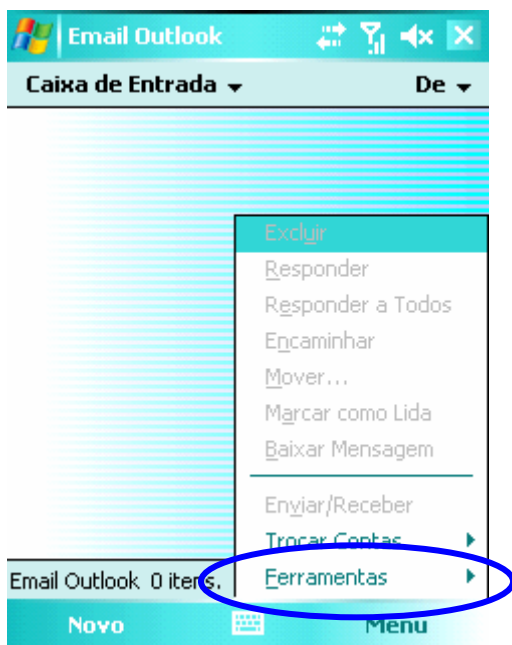 Email Outlook
Caixa de Entrada De
Excluir
Responder
Responder a Todos
Encaminhar
Mover...
Marcar como Lida
Baixar Mensagem
Enviar/Receber
Trocar Contas
Ferramentas
Email Outlook 0 itens.
Novo Menu